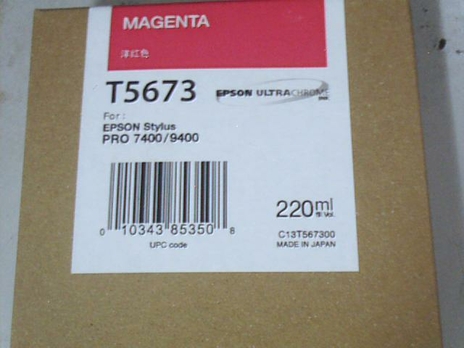 MAGENTA
洋红色
T5673 EPSON ULTRACHROME INK
For :
EPSON Stylus
PRO 7400/9400
220ml
0 10343 85350 8
UPC code
C13T567300
MADE IN JAPAN